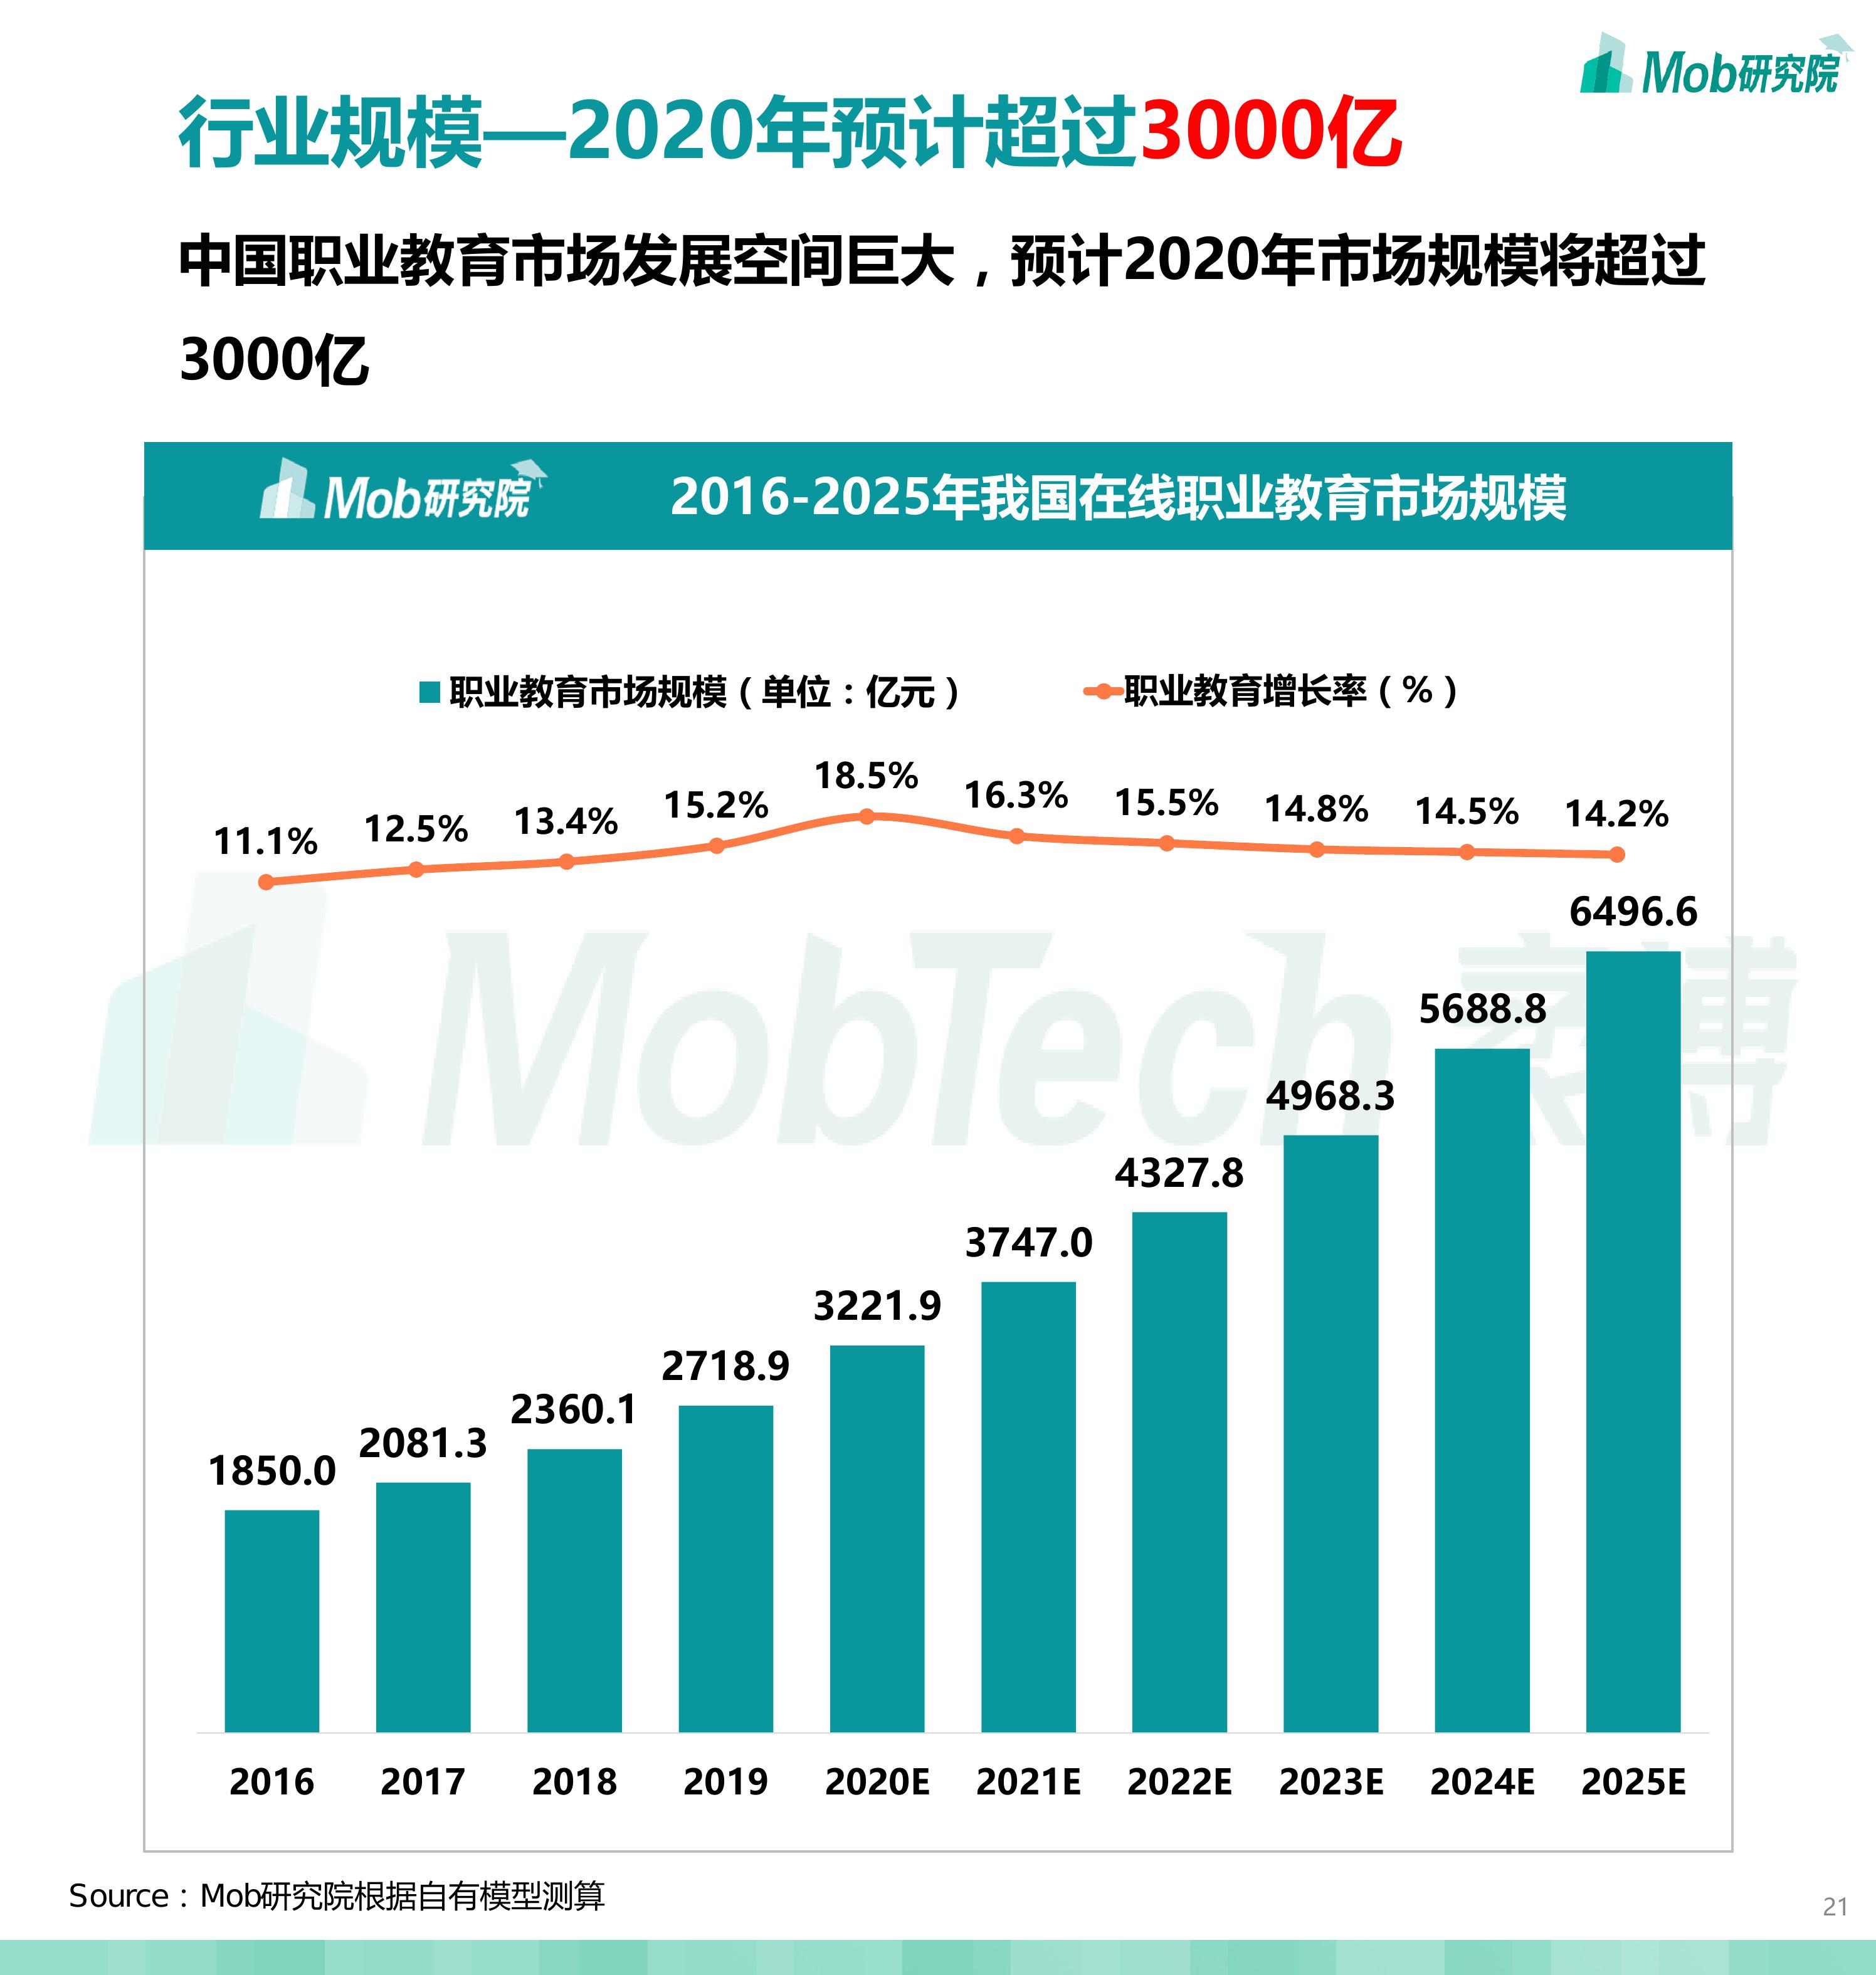 Mob研究院
行业规模—2020年预计超过3000亿
中国职业教育市场发展空间巨大，预计2020年市场规模将超过
3000亿
Mob研究院
2016-2025年我国在线职业教育市场规模
职业教育市场规模（单位：亿元）
职业教育增长率（%）
11.1% 12.5% 13.4% 15.2% 18.5% 16.3% 15.5% 14.8% 14.5% 14.2%
MobTech 袤博
1850.0 2081.3 2360.1 2718.9 3221.9 3747.0 4327.8 4968.3 5688.8 6496.6
2016 2017 2018 2019 2020E 2021E 2022E 2023E 2024E 2025E
Source：Mob研究院根据自有模型测算
21